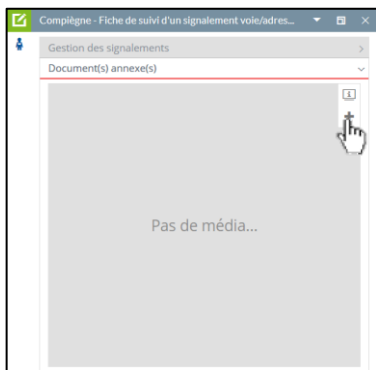 Compiègne - Fiche de suivi d'un signalement voie/adres...
Gestion des signalements
Document(s) annexe(s)
Pas de média...